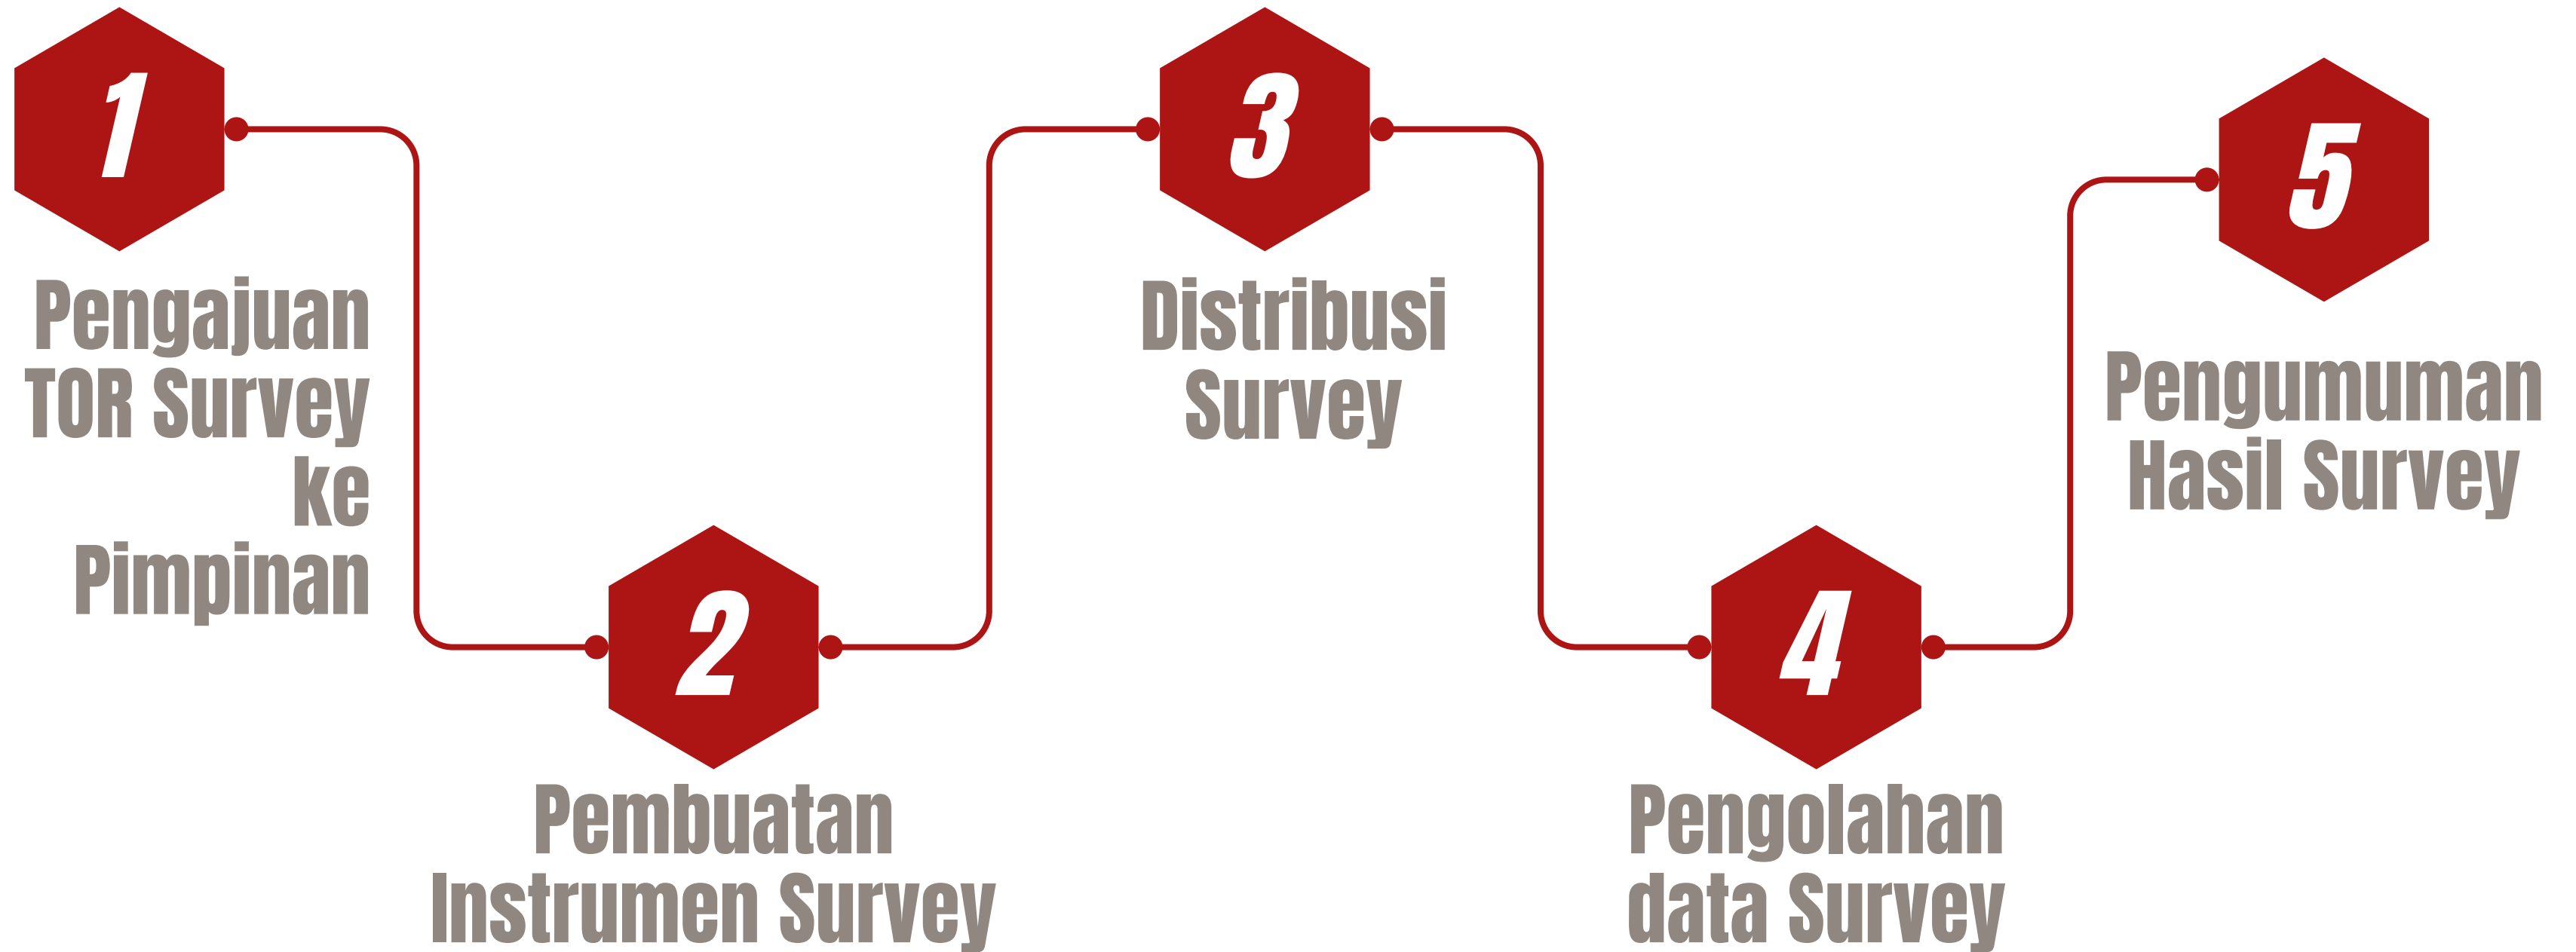 1
Pengajuan
TOR Survey
ke
Pimpinan
2
Pembuatan
Instrumen Survey
3
Distribusi
Survey
4
Pengolahan
data Survey
5
Pengumuman
Hasil Survey